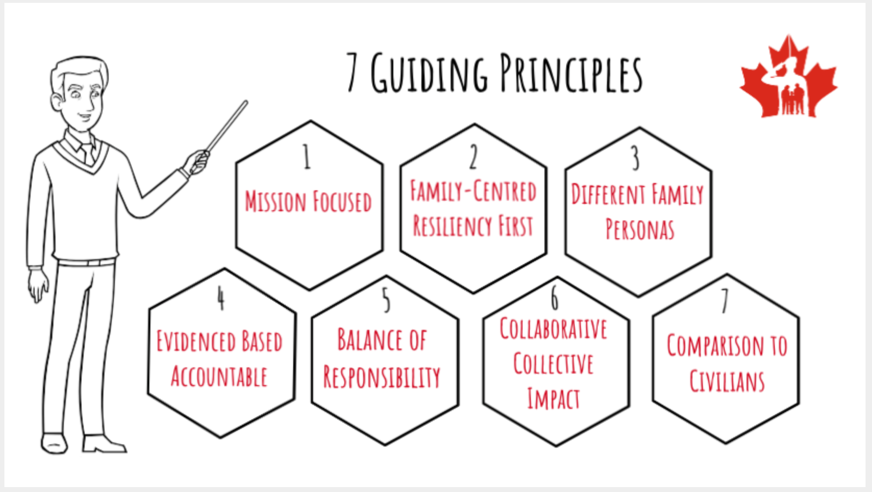 7 Guiding Principles
1
Mission Focused
2
Family-Centred
Resiliency First
3
Different Family
Personas
4
Evidenced Based
Accountable
5
Balance of
Responsibility
6
Collaborative
Collective
Impact
7
Comparison to
Civilians